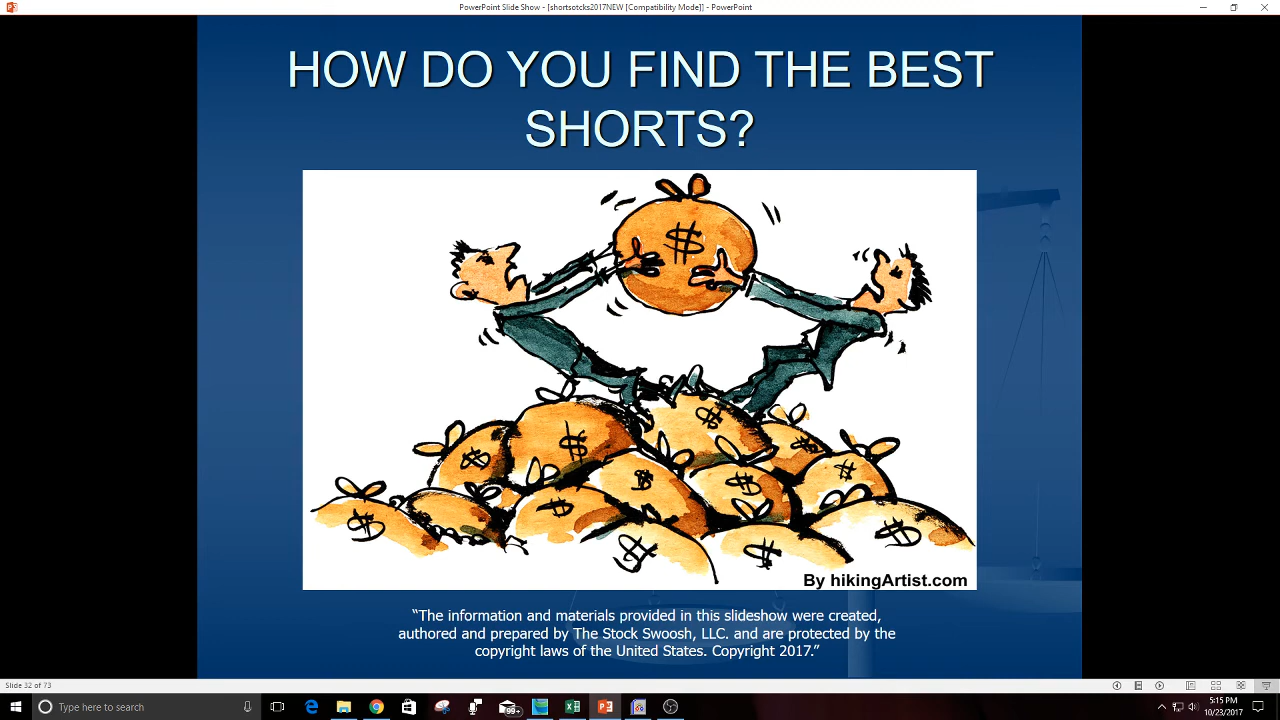 PowerPoint Slide Show - [shortsotcks2017NEW [Compatibility Mode]] - PowerPoint
HOW DO YOU FIND THE BEST
SHORTS?
$
$
$
$
$
$
$
$
$
$
$
$
By hikingArtist.com
“The information and materials provided in this slideshow were created,
authored and prepared by The Stock Swoosh, LLC. and are protected by the
copyright laws of the United States. Copyright 2017.”
Slide 32 of 73
Type here to search
99+
5:15 PM
10/23/2017